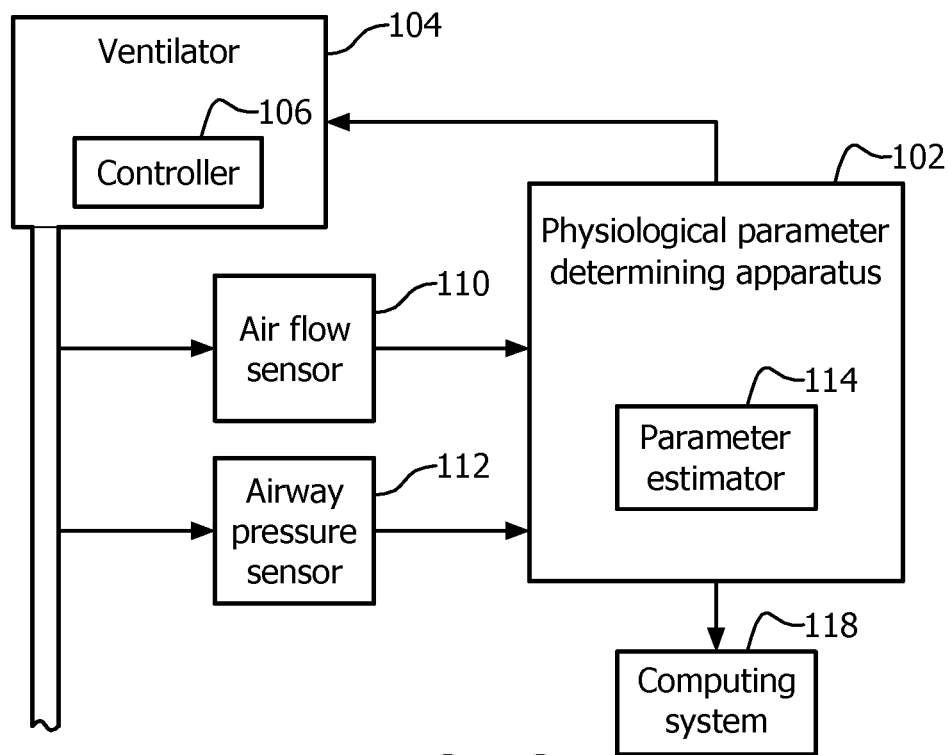 Ventilator
104
106
Controller
102
Physiological parameter
determining apparatus
110
Air flow
sensor
114
Parameter
estimator
112
Airway
pressure
sensor
118
Computing
system